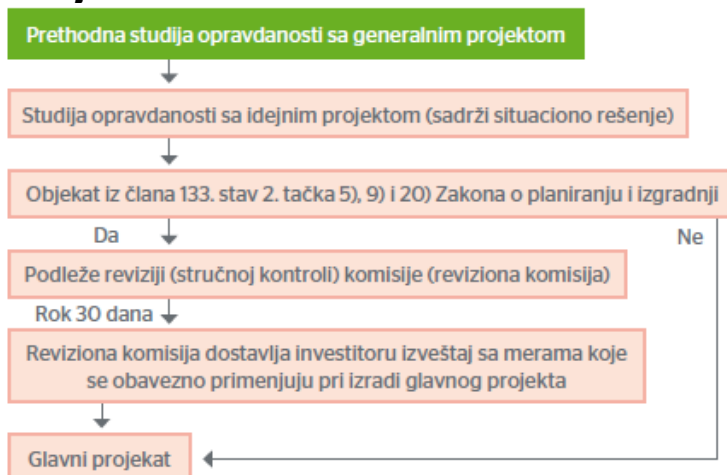 Prethodna studija opravdanosti sa generalnim projektom
Studija opravdanosti sa idejnim projektom (sadrži situaciono rešenje)
Objekat iz člana 133. stav 2. tačka 5), 9) i 20) Zakona o planiranju i izgradnji
Da
Ne
Podleže reviziji (stručnoj kontroli) komisije (reviziona komisija)
Rok 30 dana
Reviziona komisija dostavlja investitoru izveštaj sa merama koje
se obavezno primenjuju pri izradi glavnog projekta
Glavni projekat